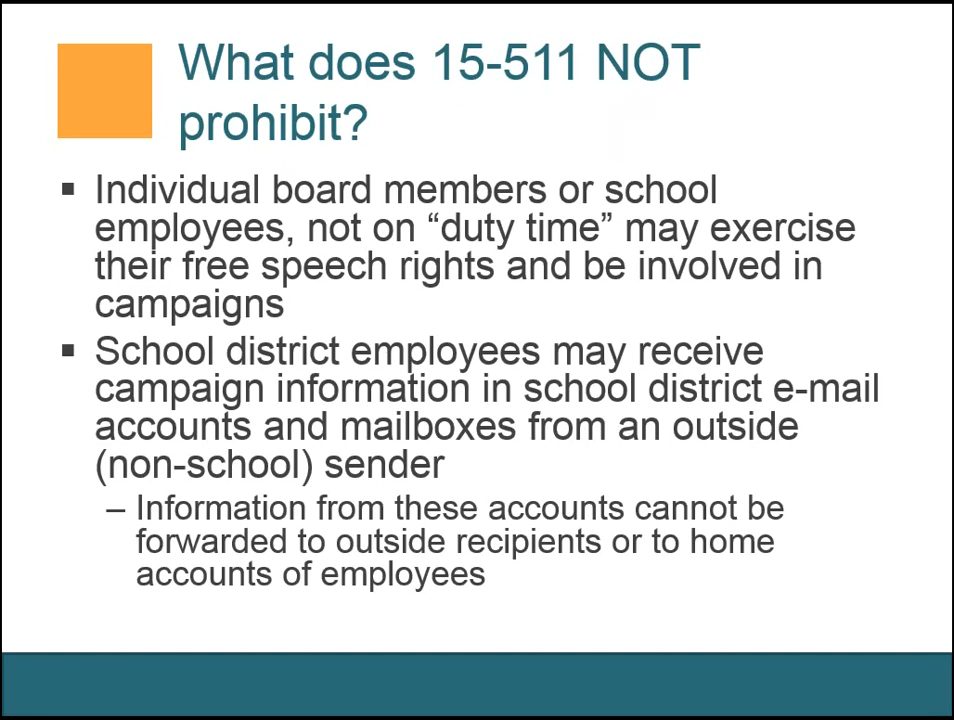 What does 15-511 NOT
prohibit?
▪ Individual board members or school
employees, not on “duty time” may exercise
their free speech rights and be involved in
campaigns
▪ School district employees may receive
campaign information in school district e-mail
accounts and mailboxes from an outside
(non-school) sender
– Information from these accounts cannot be
forwarded to outside recipients or to home
accounts of employees